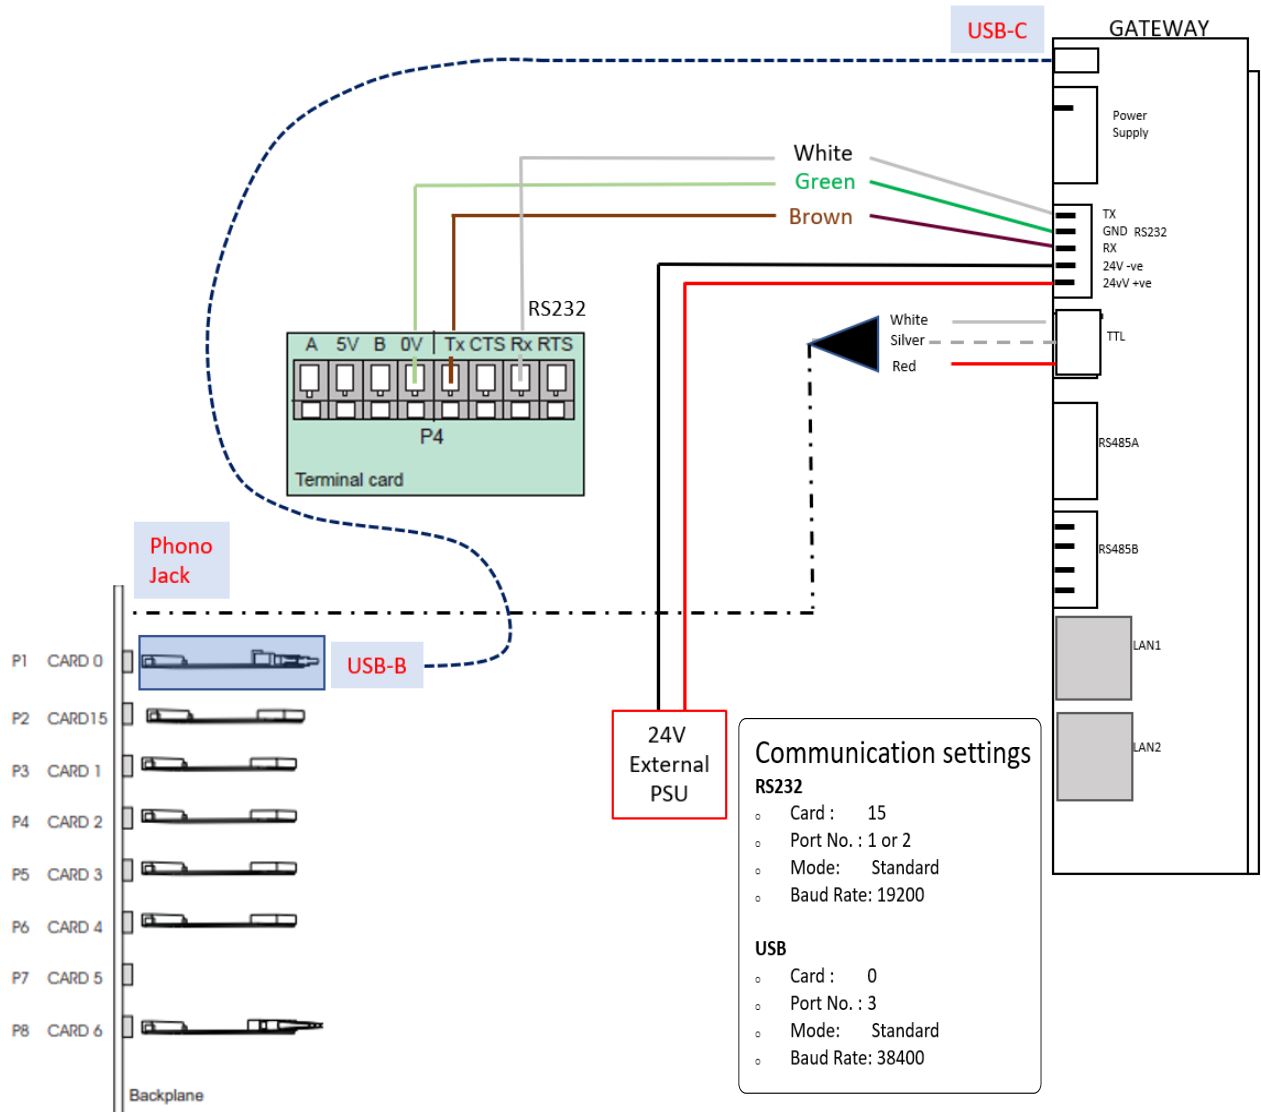 USB-C
GATEWAY
Power
Supply
White
Green
Brown
TX
GND RS232
RX
24V -ve
24vV +ve
RS232
A 5V B 0V Tx CTS Rx RTS
P4
Terminal card
White
Silver
Red
TTL
RS485A
RS485B
LAN1
LAN2
Phono
Jack
USB-B
P1 CARD 0
P2 CARD15
P3 CARD 1
P4 CARD 2
P5 CARD 3
P6 CARD 4
P7 CARD 5
P8 CARD 6
Backplane
24V
External
PSU
Communication settings
RS232
o Card : 15
o Port No. : 1 or 2
o Mode: Standard
o Baud Rate: 19200
USB
o Card : 0
o Port No. : 3
o Mode: Standard
o Baud Rate: 38400